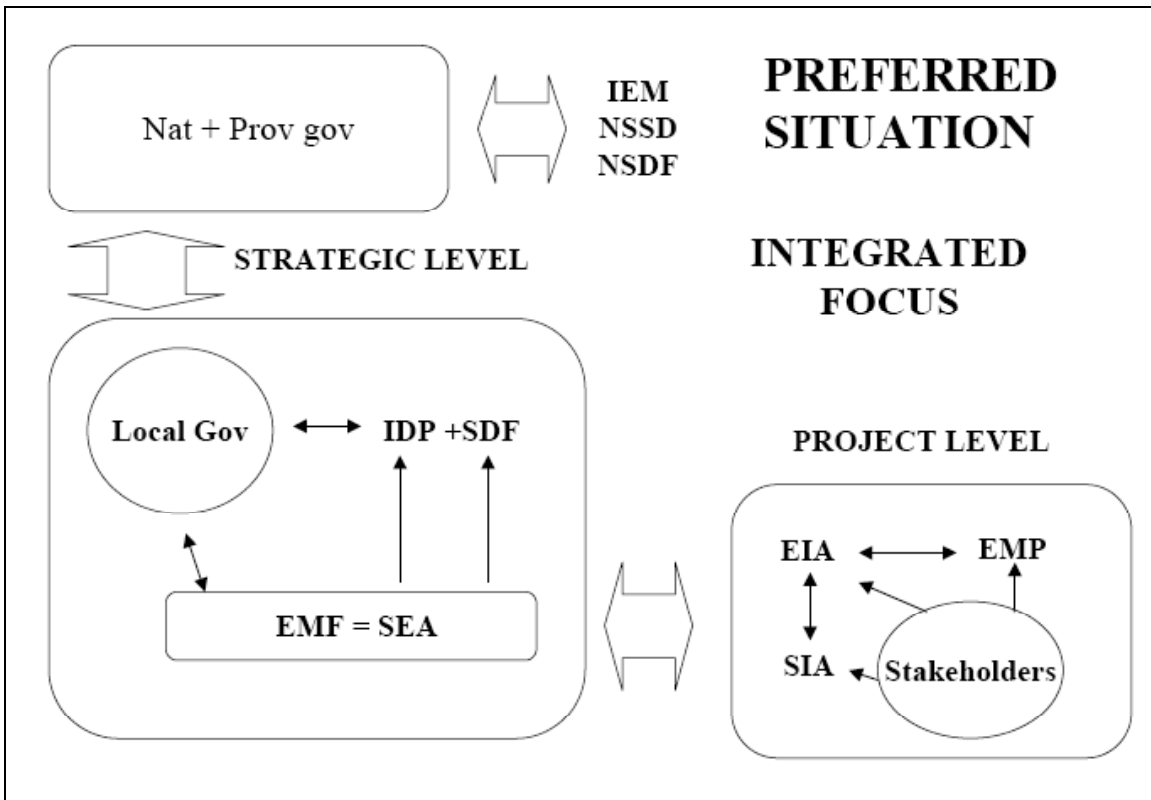 Nat + Prov gov
IEM
NSSD
NSDF
PREFERRED
SITUATION
STRATEGIC LEVEL
INTEGRATED
FOCUS
Local Gov
IDP +SDF
EMF = SEA
PROJECT LEVEL
EIA
EMP
SIA
Stakeholders